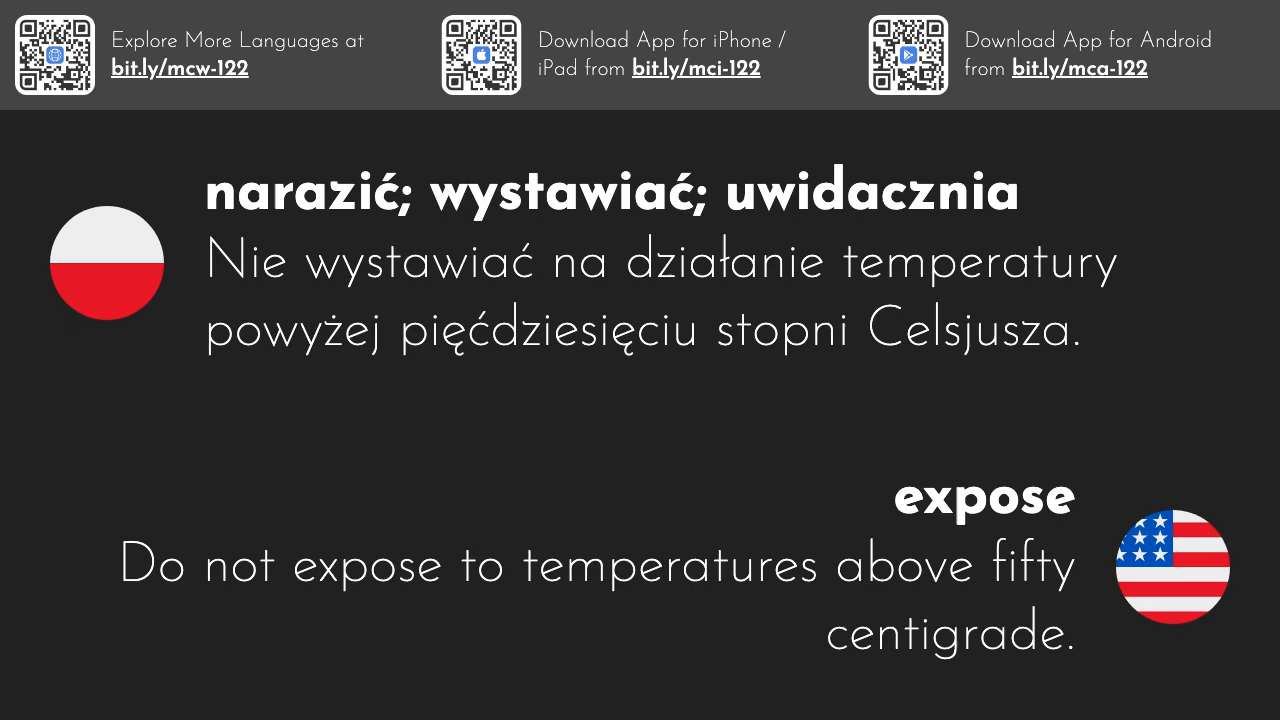 Explore More Languages at
bit.ly/mcw-122
Download App for iPhone /
iPad from bit.ly/mci-122
Download App for Android
from bit.ly/mca-122
narazić; wystawiać; uwidacznia
Nie wystawiać na działanie temperatury
powyżej pięćdziesięciu stopni Celsjusza.
expose
Do not expose to temperatures above fifty
centigrade.